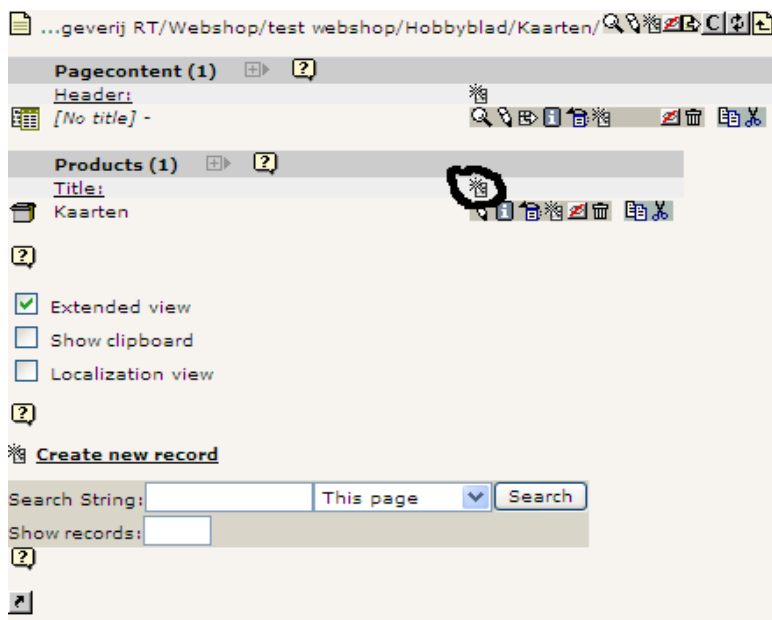 ...geverij RT/Webshop/test webshop/Hobbyblad/Kaarten/ C
Pagecontent (1) ?
Header:
[No title] -
Products (1) ?
Title:
Kaarten
?
Extended view
Show clipboard
Localization view
?
Create new record
Search String: This page Search
Show records:
?